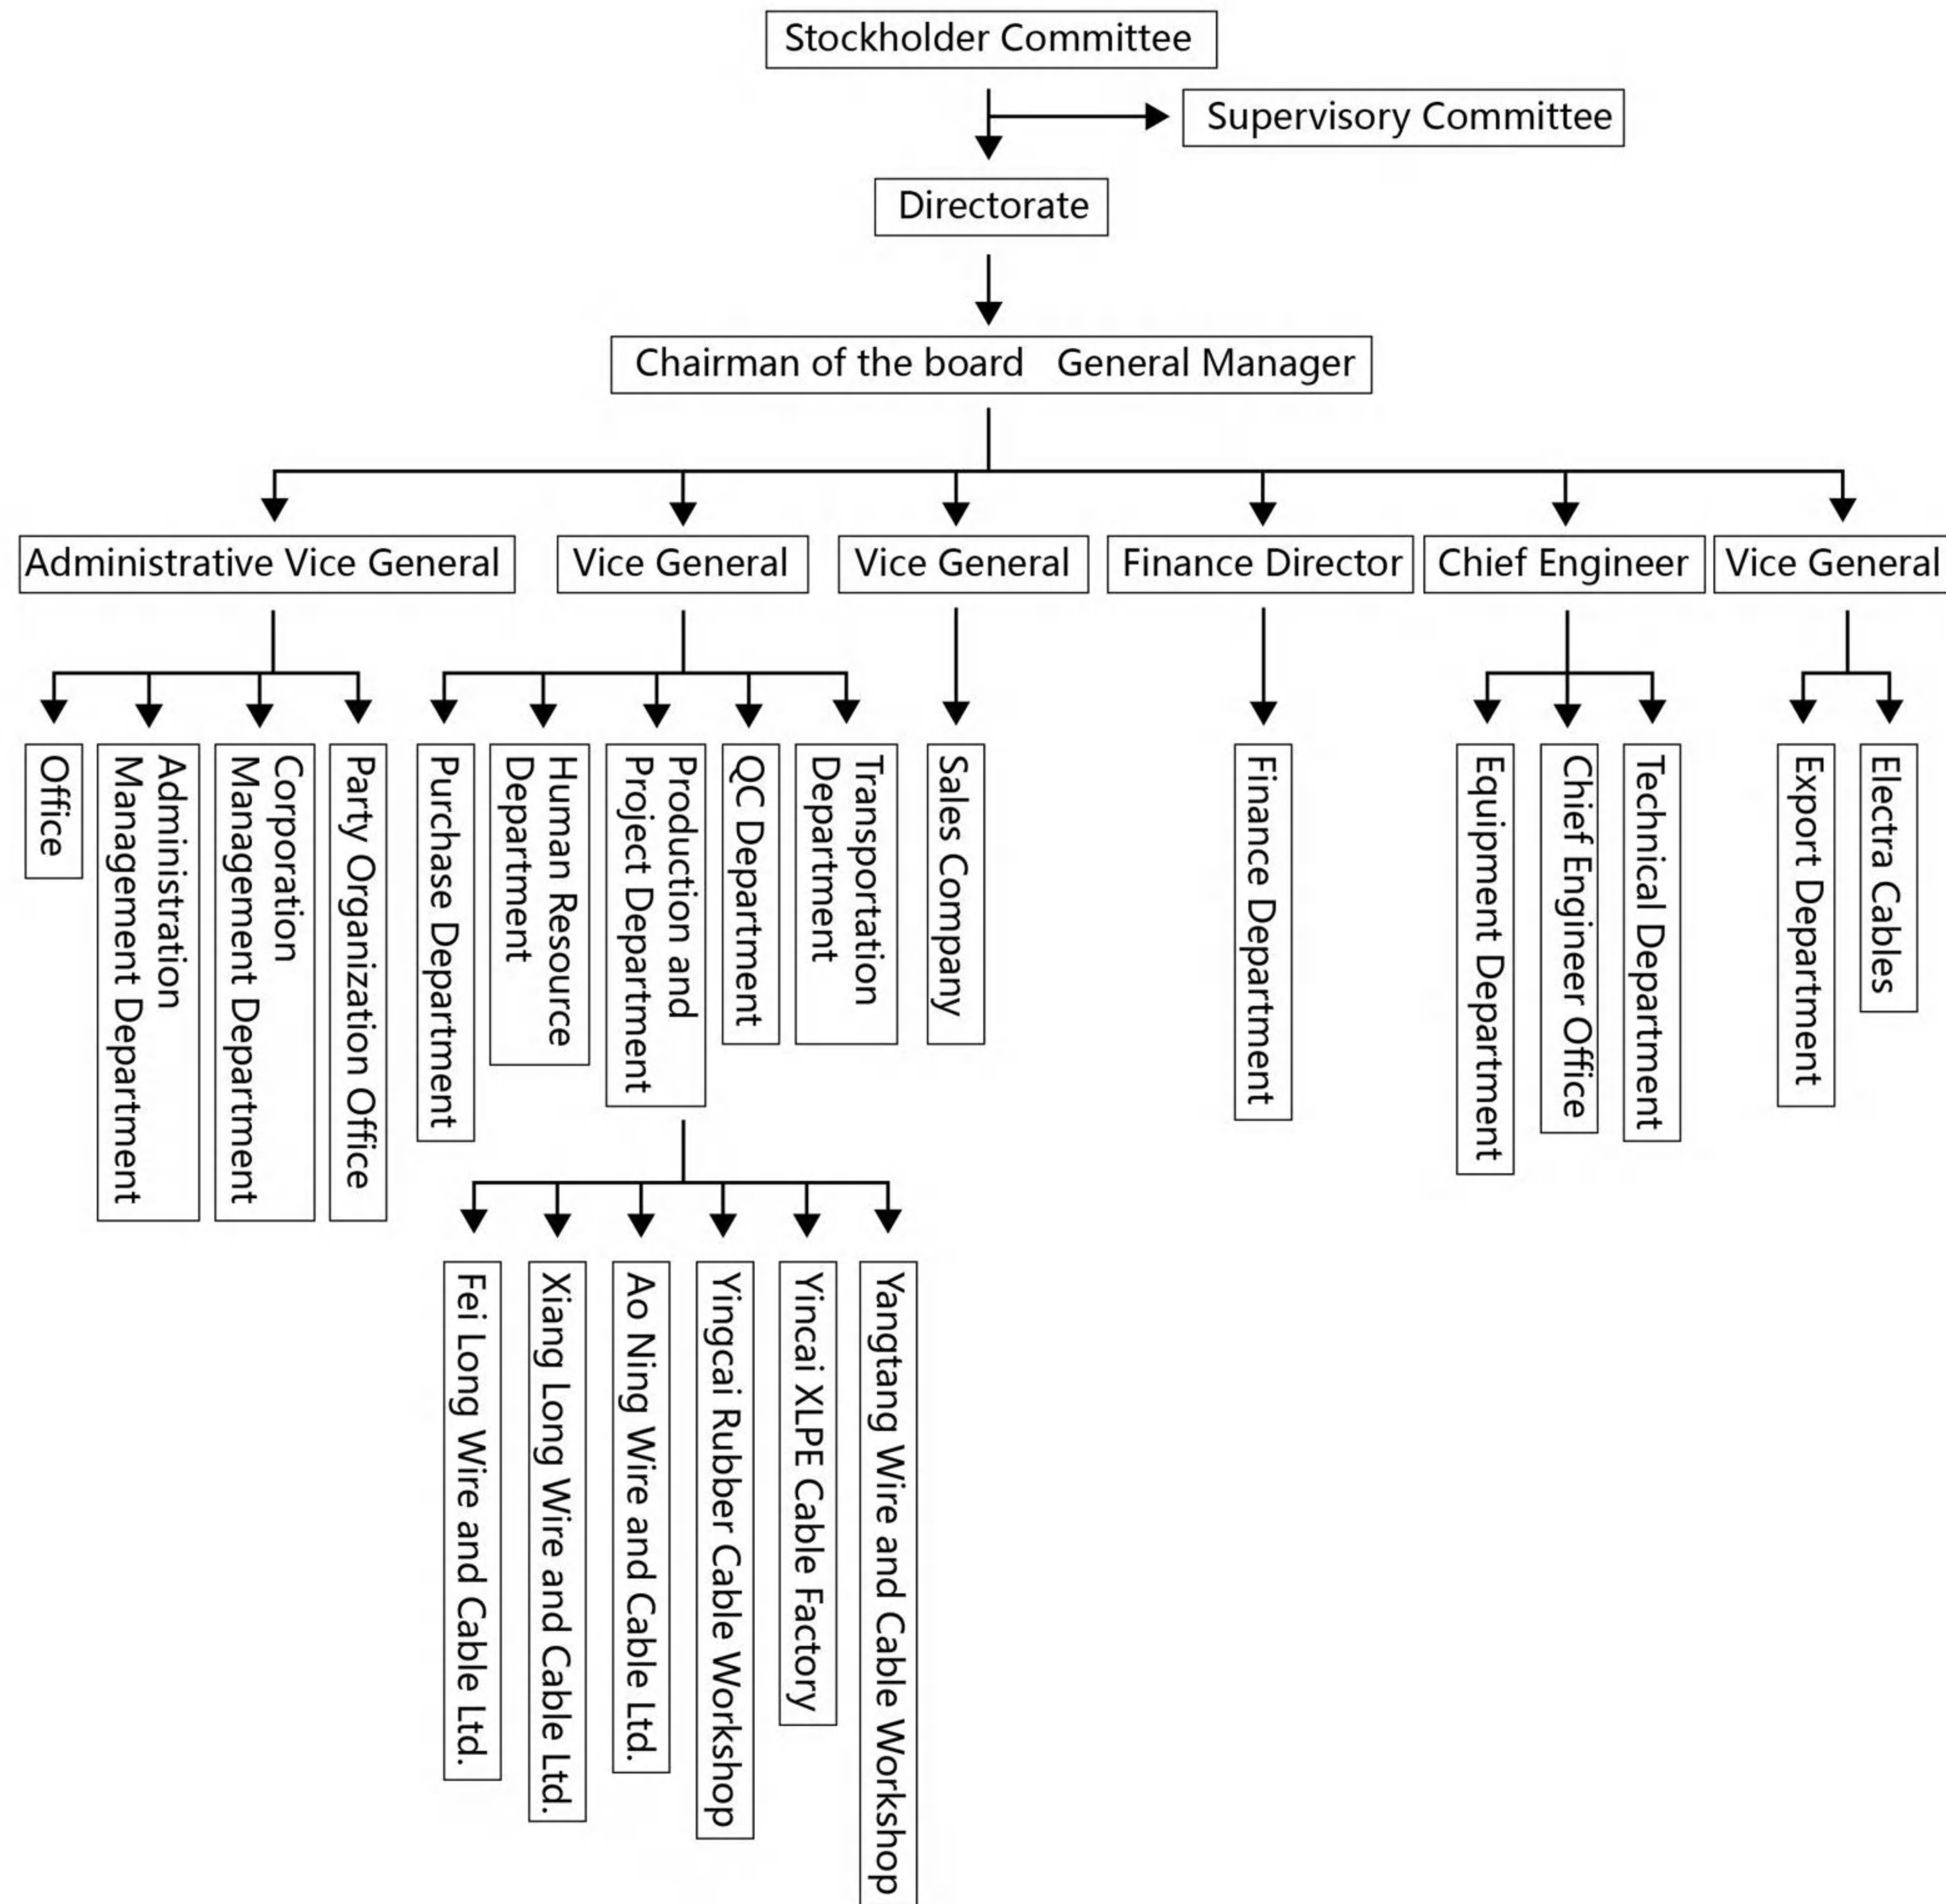 Stockholder Committee
Supervisory Committee
Directorate
Chairman of the board General Manager
Administrative Vice General
Vice General
Vice General
Finance Director
Chief Engineer
Vice General
Office
Administration
Management Department
Corporation
Management Department
Party Organization Office
Purchase Department
Human Resource
Department
Production and
Project Department
QC Department
Transportation
Department
Sales Company
Finance Department
Equipment Department
Chief Engineer Office
Technical Department
Export Department
Electra Cables
Fei Long Wire and Cable Ltd.
Xiang Long Wire and Cable Ltd.
Ao Ning Wire and Cable Ltd.
Yingcai Rubber Cable Workshop
Yincai XLPE Cable Factory
Yangtang Wire and Cable Workshop